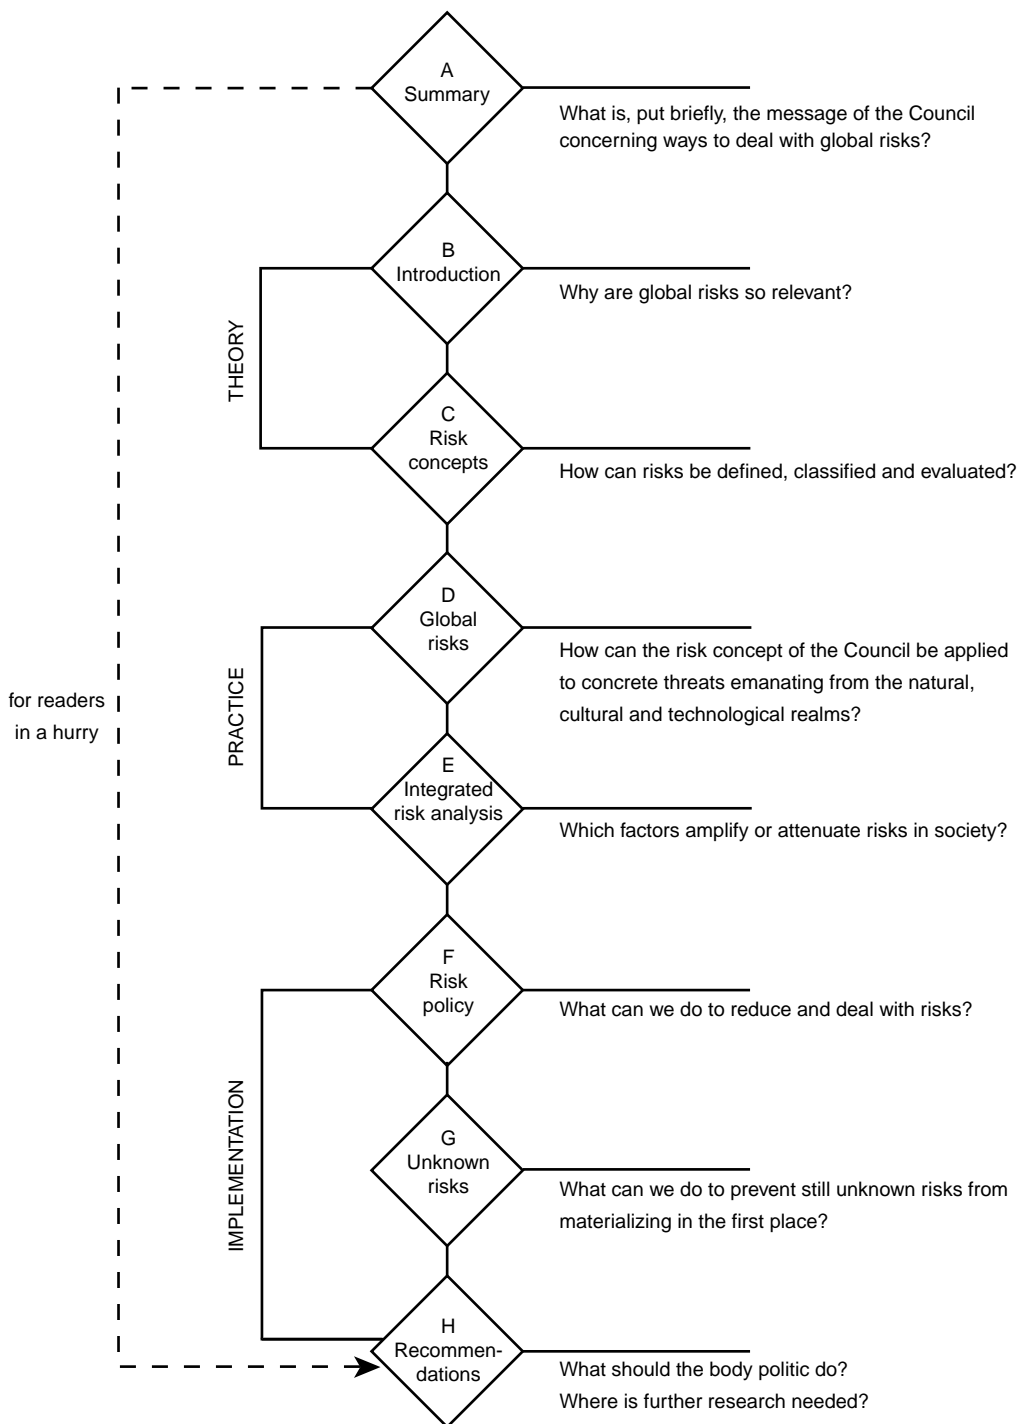 A
Summary
What is, put briefly, the message of the Council
concerning ways to deal with global risks?
B
Introduction
Why are global risks so relevant?
THEORY
C
Risk
concepts
How can risks be defined, classified and evaluated?
D
Global
risks
How can the risk concept of the Council be applied
to concrete threats emanating from the natural,
cultural and technological realms?
for readers
in a hurry
PRACTICE
E
Integrated
risk analysis
Which factors amplify or attenuate risks in society?
F
Risk
policy
What can we do to reduce and deal with risks?
IMPLEMENTATION
G
Unknown
risks
What can we do to prevent still unknown risks from
materializing in the first place?
H
Recommen-
dations
What should the body politic do?
Where is further research needed?